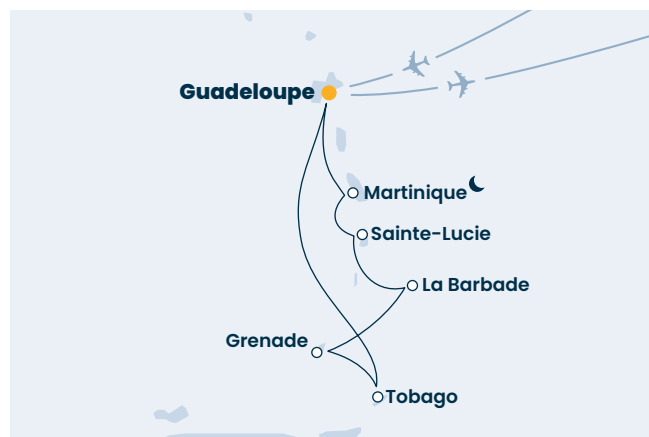 Guadeloupe
Martinique
Sainte-Lucie
La Barbade
Grenade
Tobago